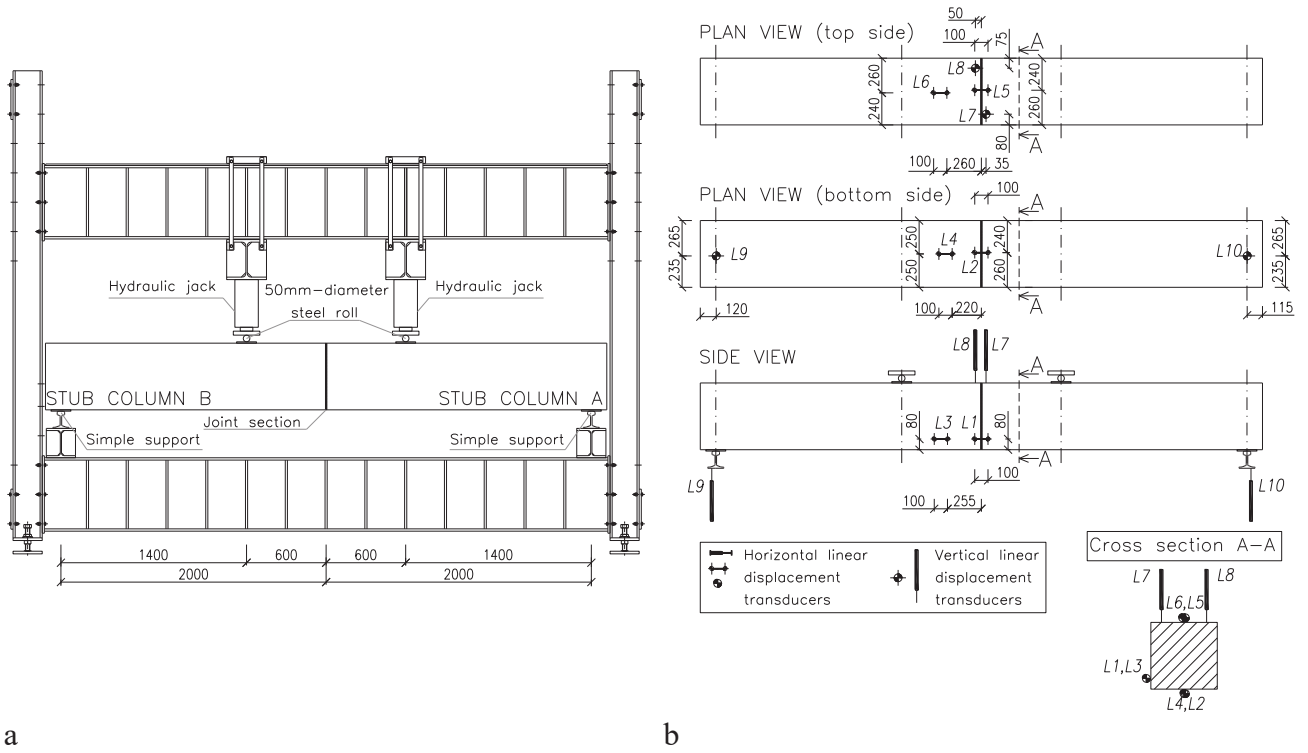 Hydraulic jack
50mm-diameter
steel roll
Hydraulic jack
STUB COLUMN B
STUB COLUMN A
Joint section
Simple support
Simple support
1400
600
600
1400
2000
2000
a
PLAN VIEW (top side)
50
100
75
A
L8
L6
L5
L7
260
240
240
260
80
A
100
260
35
PLAN VIEW (bottom side)
100
A
265
235
L9
250
250
L4
L2
240
260
L10
265
235
A
120
100
220
115
SIDE VIEW
L8
L7
A
80
L3
L1
80
A
100
L9
100
255
L10
Horizontal linear
displacement
transducers
Vertical linear
displacement
transducers
Cross section A-A
L7
L8
L6,L5
L1,L3
L4,L2
b